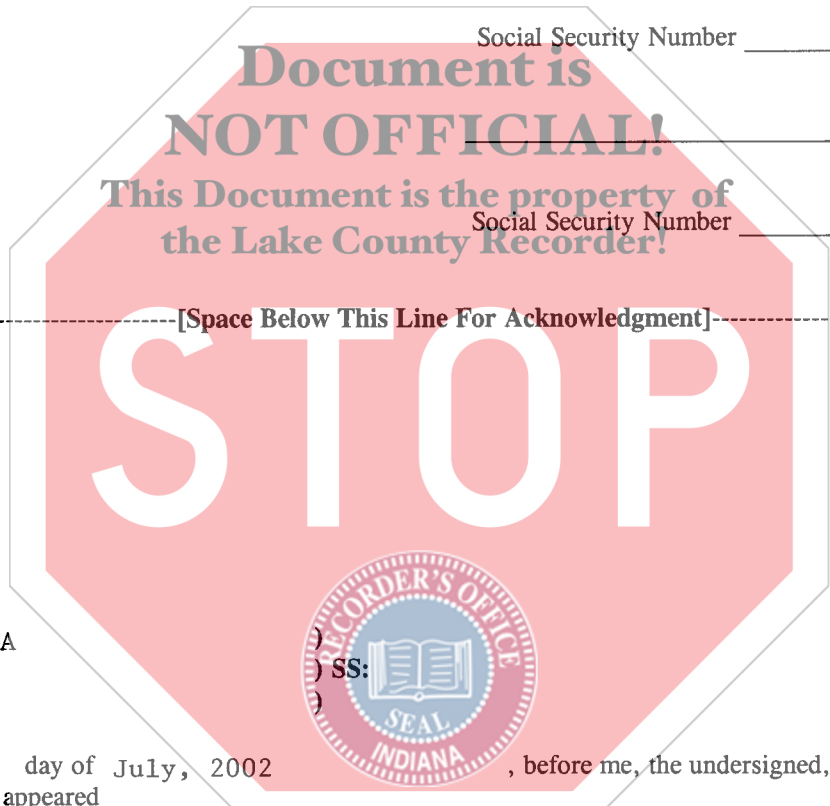 Social Security Number
Document is
NOT OFFICIAL!
This Document is the property of
Social Security Number
the Lake County Recorder!
[Space Below This Line For Acknowledgment]
STOP
RECORDER'S OFFICE
A )
) SS:
)
SEAL
INDIANA
day of July, 2002 , before me, the undersigned,
appeared